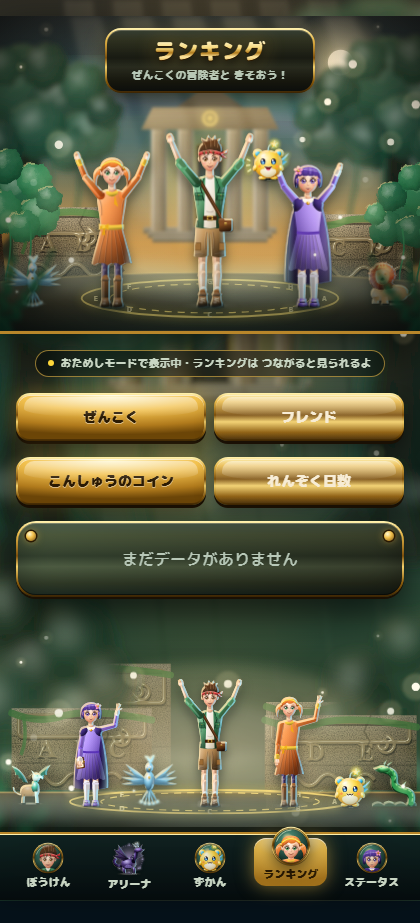 ランキング
ぜんこくの冒険者と きそおう！
おためしモードで表示中・ランキングは つながると見られるよ
ぜんこく
フレンド
こんしゅうのコイン
れんぞく日数
まだデータがありません
ぼうけん
アリーナ
ずかん
ランキング
ステータス